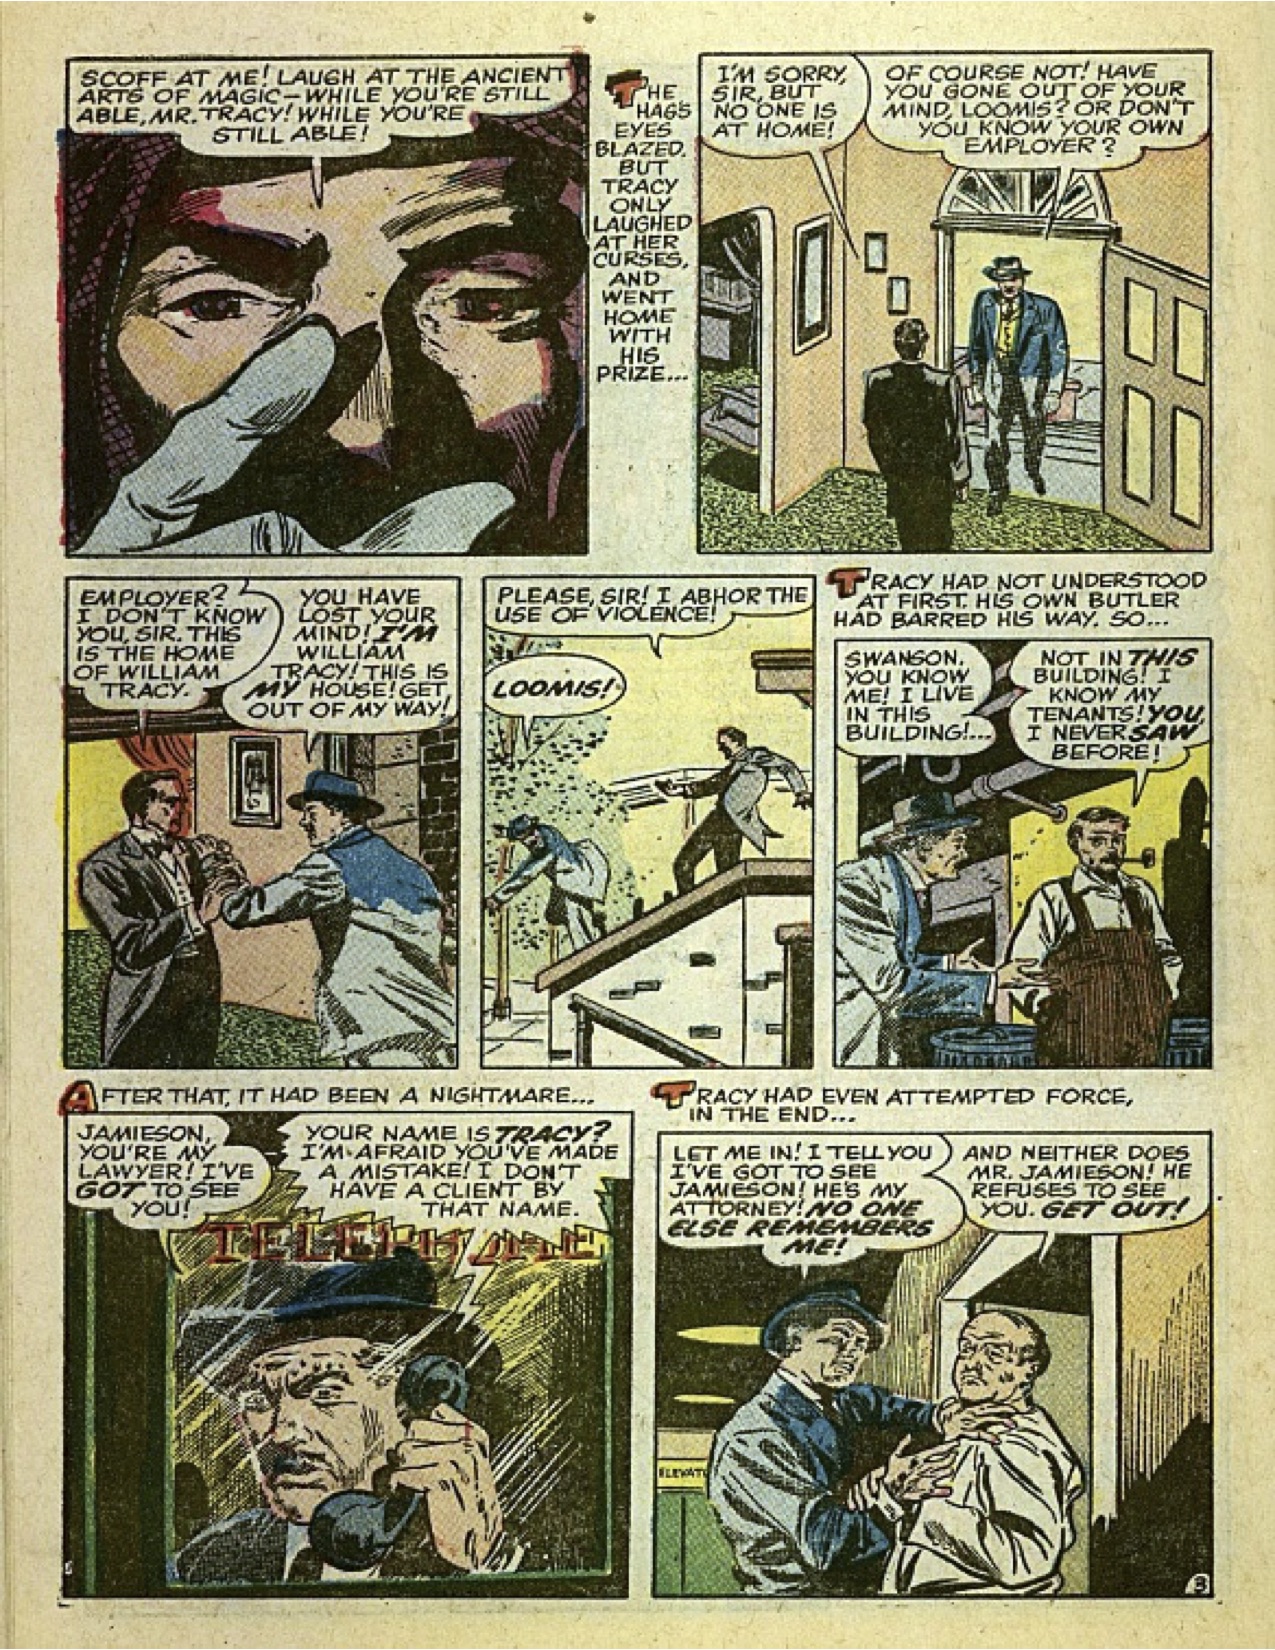 SCOFF AT ME! LAUGH AT THE ANCIENT
ARTS OF MAGIC—WHILE YOU'RE STILL
ABLE, MR. TRACY! WHILE YOU'RE
STILL ABLE!
THE
HAG'S
EYES
BLAZED.
BUT
TRACY
ONLY
LAUGHED
AT HER
CURSES,
AND
WENT
HOME
WITH
HIS
PRIZE...
I'M SORRY,
SIR, BUT
NO ONE IS
AT HOME!
OF COURSE NOT! HAVE
YOU GONE OUT OF YOUR
MIND, LOOMIS? OR DON'T
YOU KNOW YOUR OWN
EMPLOYER?
EMPLOYER?
I DON'T KNOW
YOU, SIR. THIS
IS THE HOME
OF WILLIAM
TRACY.
YOU HAVE
LOST YOUR
MIND! I'M
WILLIAM
TRACY! THIS IS
MY HOUSE! GET
OUT OF MY WAY!
PLEASE, SIR! I ABHOR THE
USE OF VIOLENCE!
LOOMIS!
TRACY HAD NOT UNDERSTOOD
AT FIRST. HIS OWN BUTLER
HAD BARRED HIS WAY. SO...
SWANSON,
YOU KNOW
ME! I LIVE
IN THIS
BUILDING!...
NOT IN THIS
BUILDING! I
KNOW MY
TENANTS! YOU,
I NEVER SAW
BEFORE!
AFTER THAT, IT HAD BEEN A NIGHTMARE...
JAMIESON,
YOU'RE MY
LAWYER! I'VE
GOT TO SEE
YOU!
YOUR NAME IS TRACY?
I'M AFRAID YOU'VE MADE
A MISTAKE! I DON'T
HAVE A CLIENT BY
THAT NAME.
TELEPHONE
TRACY HAD EVEN ATTEMPTED FORCE,
IN THE END...
LET ME IN! I TELL YOU
I'VE GOT TO SEE
JAMIESON! HE'S MY
ATTORNEY! NO ONE
ELSE REMEMBERS
ME!
AND NEITHER DOES
MR. JAMIESON! HE
REFUSES TO SEE
YOU. GET OUT!
ELEVAT
3